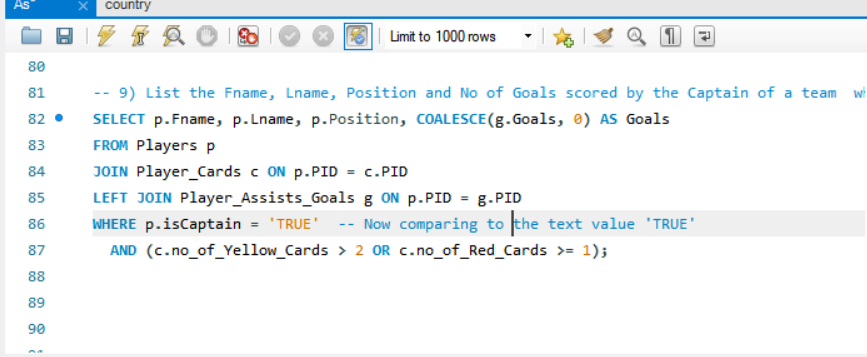 As*
country
Limit to 1000 rows
80
81 -- 9) List the Fname, Lname, Position and No of Goals scored by the Captain of a team
82 SELECT p.Fname, p.Lname, p.Position, COALESCE(g.Goals, 0) AS Goals
83 FROM Players p
84 JOIN Player_Cards c ON p.PID = c.PID
85 LEFT JOIN Player_Assists_Goals g ON p.PID = g.PID
86 WHERE p.isCaptain = 'TRUE' -- Now comparing to the text value 'TRUE'
87 AND (c.no_of_Yellow_Cards > 2 OR c.no_of_Red_Cards >= 1);
88
89
90